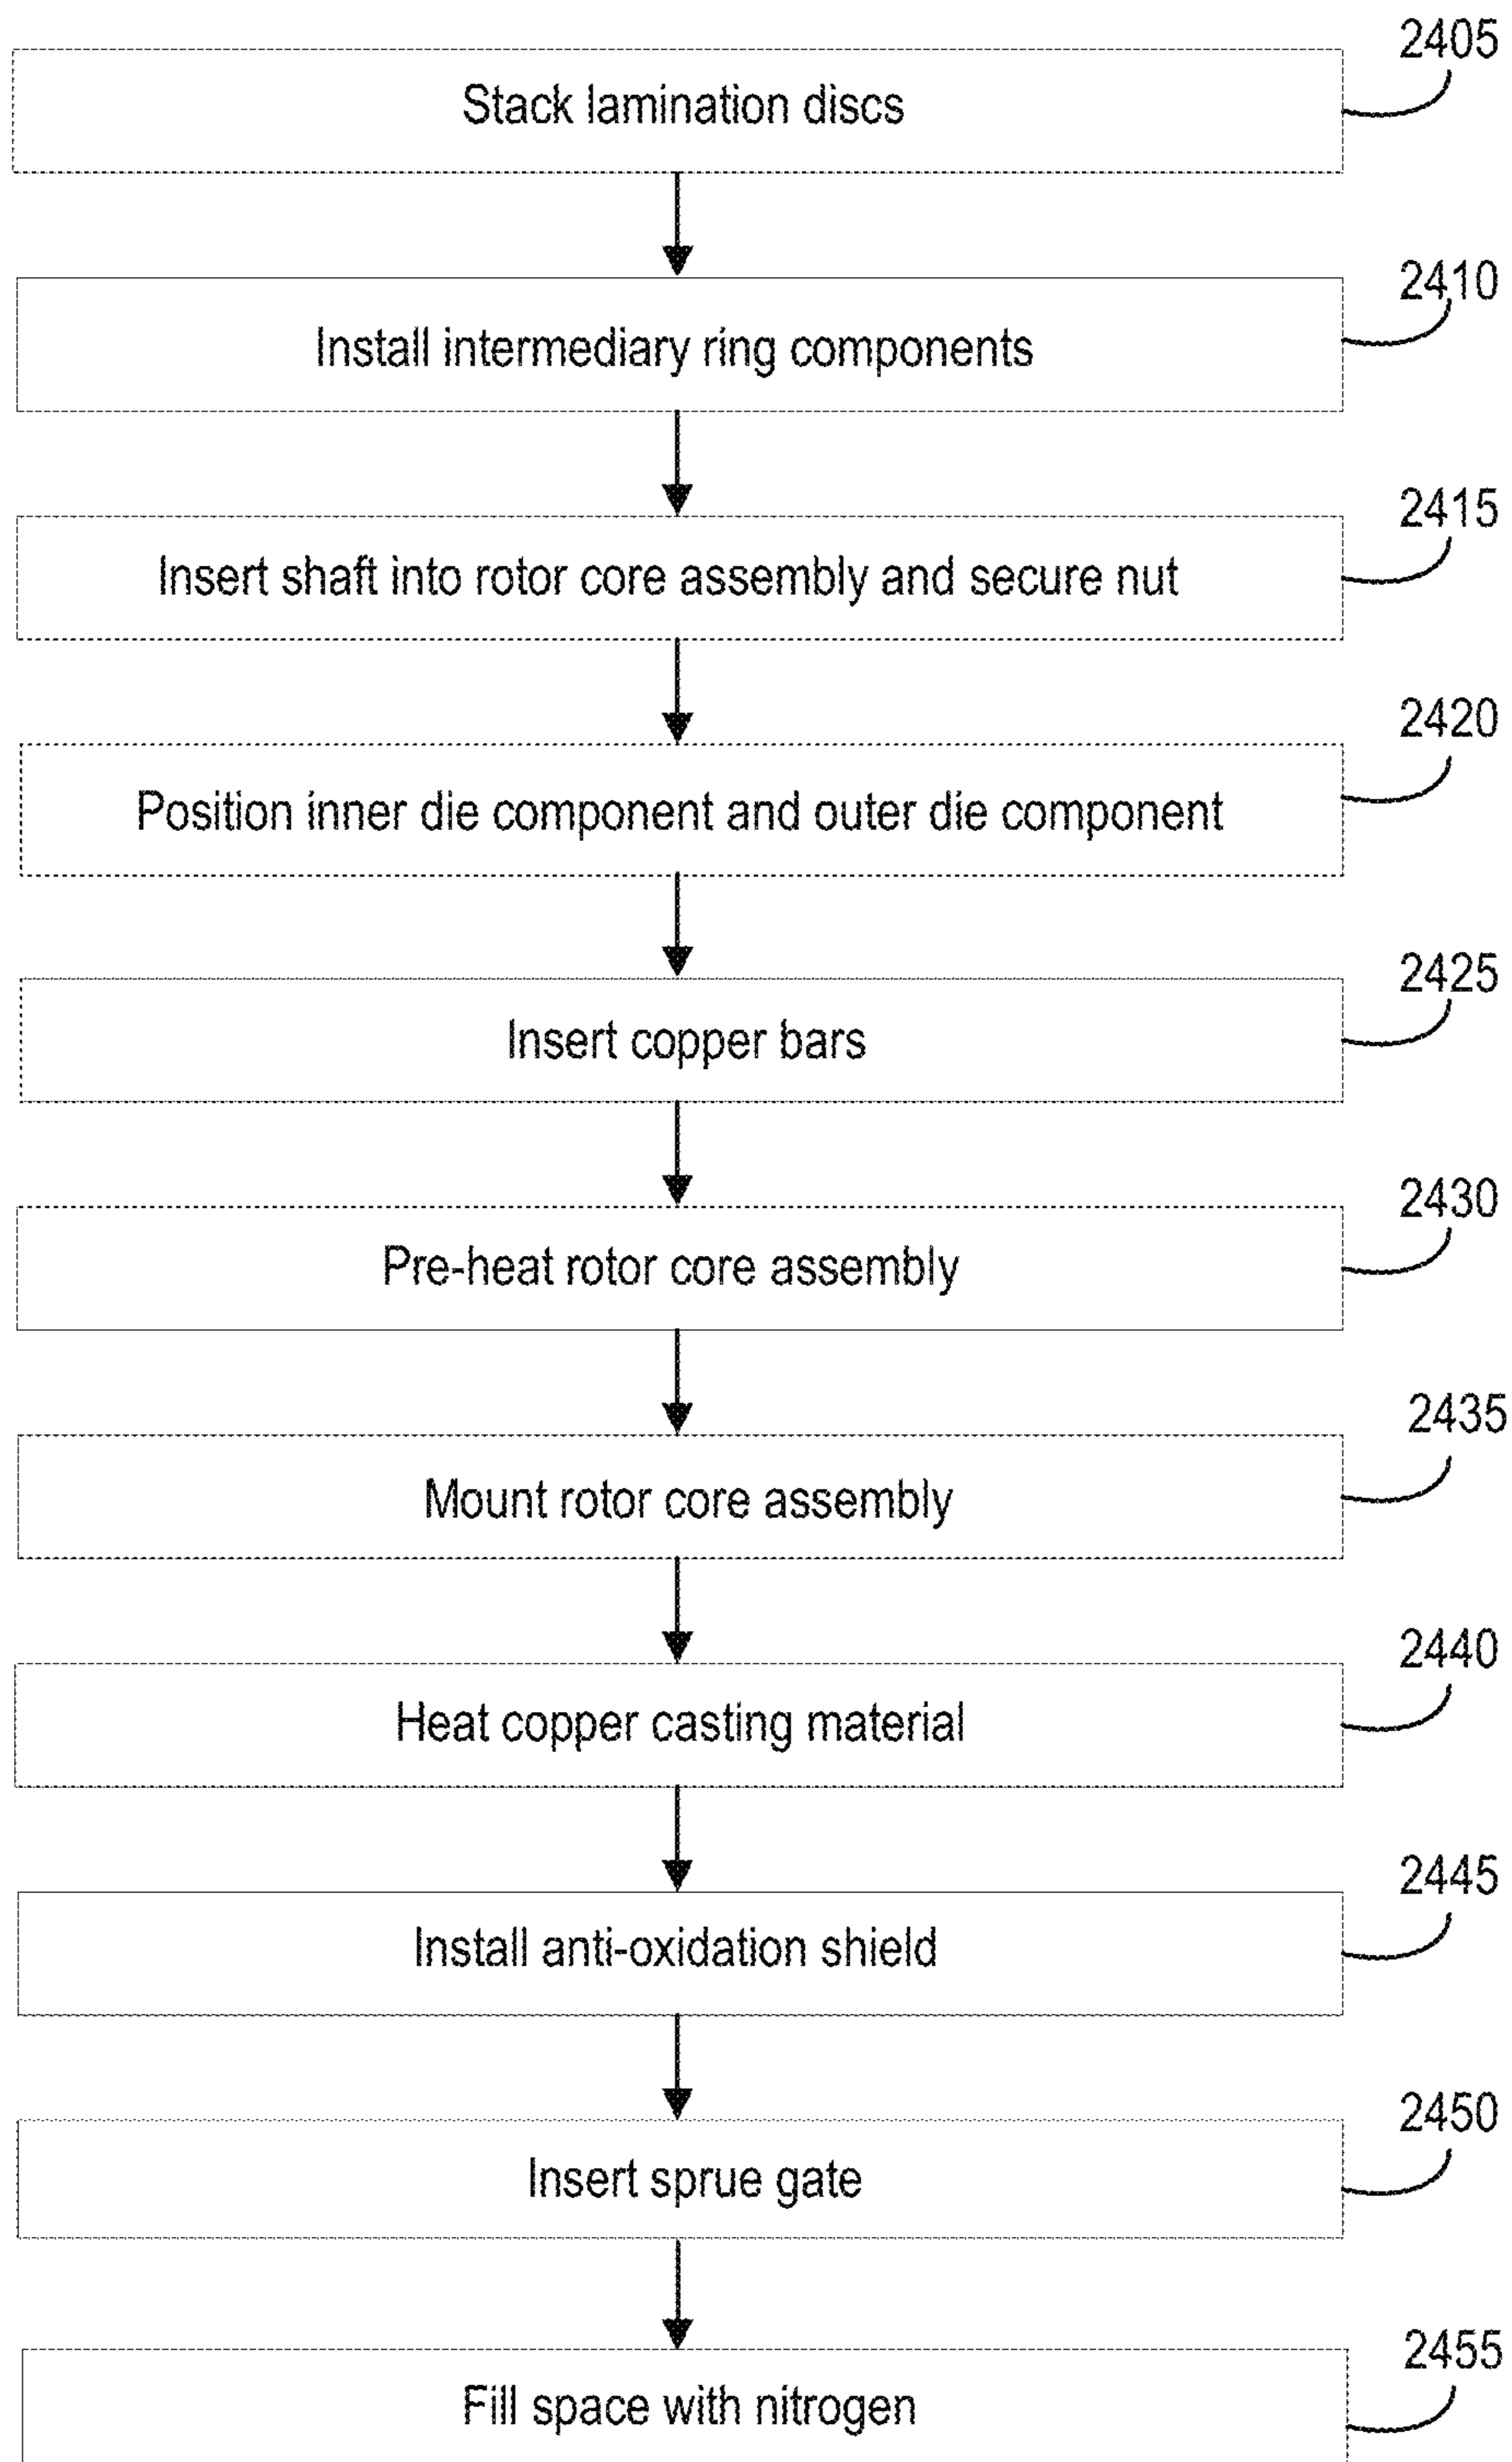 2405
Stack lamination discs
2410
Install intermediary ring components
2415
Insert shaft into rotor core assembly and secure nut
2420
Position inner die component and outer die component
2425
Insert copper bars
2430
Pre-heat rotor core assembly
2435
Mount rotor core assembly
2440
Heat copper casting material
2445
Install anti-oxidation shield
2450
Insert sprue gate
2455
Fill space with nitrogen